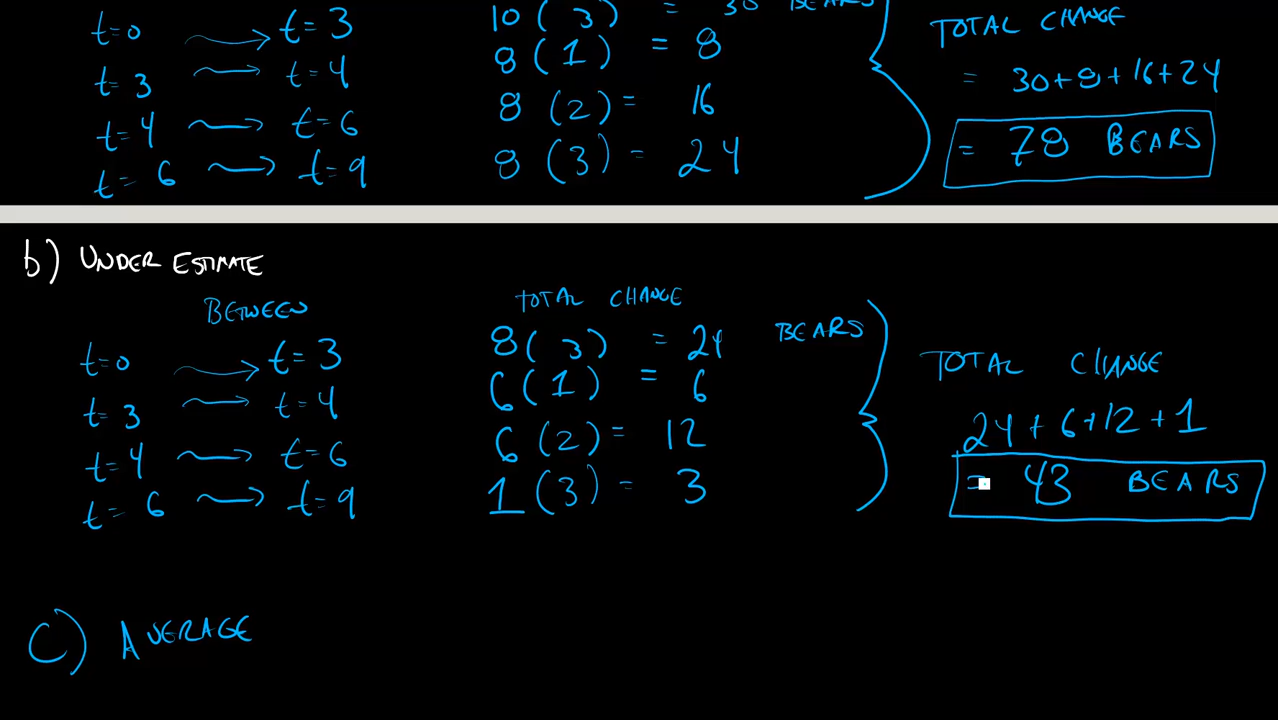 10 ( 3 ) = 30 BEARS
t=0 → t=3
8 ( 1 ) = 8
t=3 → t=4
8 (2) = 16
t=4 → t=6
8 (3) = 24
t=6 → t=9
TOTAL CHANGE
= 30+8+16+24
= 78 BEARS
b) UNDER ESTIMATE
BETWEEN TOTAL CHANGE
t=0 → t=3 8 ( 3 ) = 24 BEARS
t=3 → t=4 6 ( 1 ) = 6
t=4 → t=6 6 (2) = 12
t=6 → t=9 1 (3) = 3
TOTAL CHANGE
24+6+12+1
= 43 BEARS
C) AVERAGE